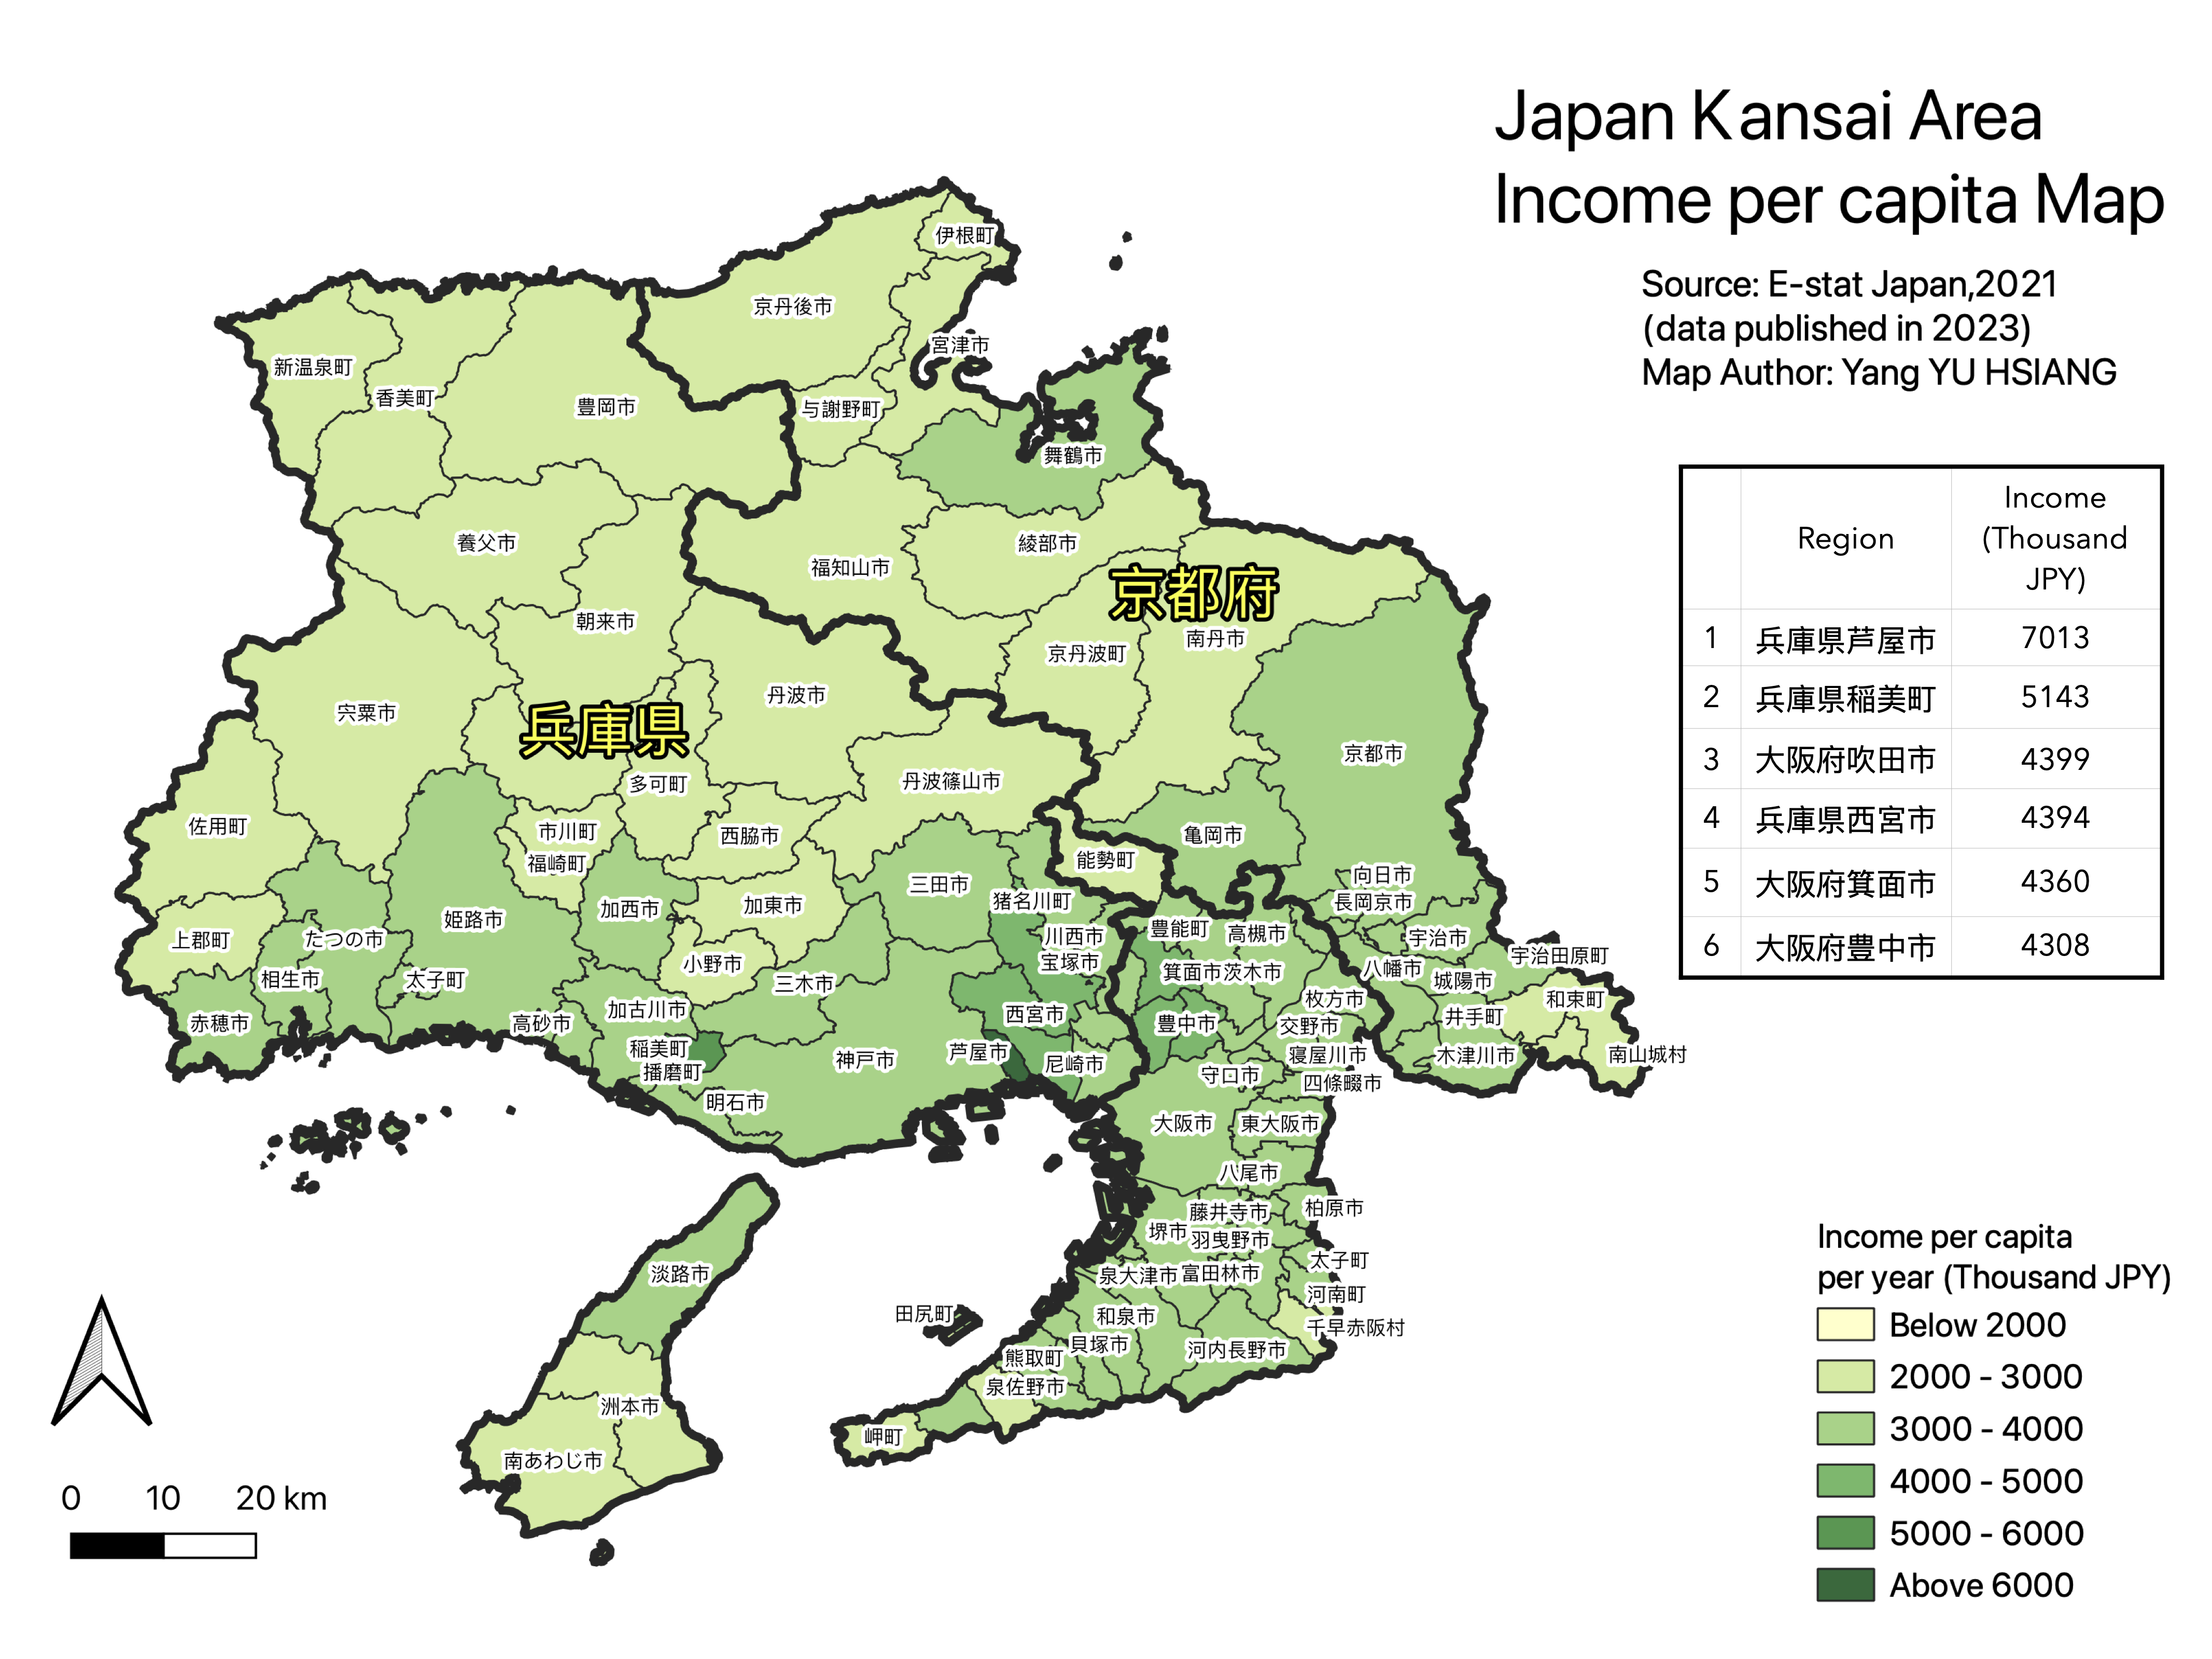 Japan Kansai Area
Income per capita Map
Source: E-stat Japan,2021
(data published in 2023)
Map Author: Yang YU HSIANG
Region Income (Thousand JPY)
1 兵庫県芦屋市 7013
2 兵庫県稲美町 5143
3 大阪府吹田市 4399
4 兵庫県西宮市 4394
5 大阪府箕面市 4360
6 大阪府豊中市 4308
伊根町
京丹後市
宮津市
新温泉町
香美町
豊岡市
与謝野町
舞鶴市
養父市
福知山市
綾部市
京都府
朝来市
京丹波町
南丹市
宍粟市
兵庫県
丹波市
京都市
多可町
丹波篠山市
佐用町
市川町
西脇市
亀岡市
福崎町
能勢町
三田市
向日市
猪名川町
長岡京市
加西市
加東市
姫路市
豊能町
高槻市
上郡町
たつの市
川西市
宇治市
小野市
宝塚市
宇治田原町
相生市
太子町
三木市
箕面市
茨木市
八幡市
城陽市
枚方市
和束町
赤穂市
高砂市
加古川市
西宮市
豊中市
交野市
井手町
稲美町
神戸市
芦屋市
尼崎市
寝屋川市
木津川市
南山城村
播磨町
守口市
四條畷市
明石市
大阪市
東大阪市
八尾市
藤井寺市
柏原市
堺市
羽曳野市
淡路市
泉大津市
富田林市
太子町
河南町
田尻町
和泉市
千早赤阪村
貝塚市
河内長野市
熊取町
泉佐野市
洲本市
岬町
南あわじ市
0 10 20 km
Income per capita
per year (Thousand JPY)
Below 2000
2000 - 3000
3000 - 4000
4000 - 5000
5000 - 6000
Above 6000